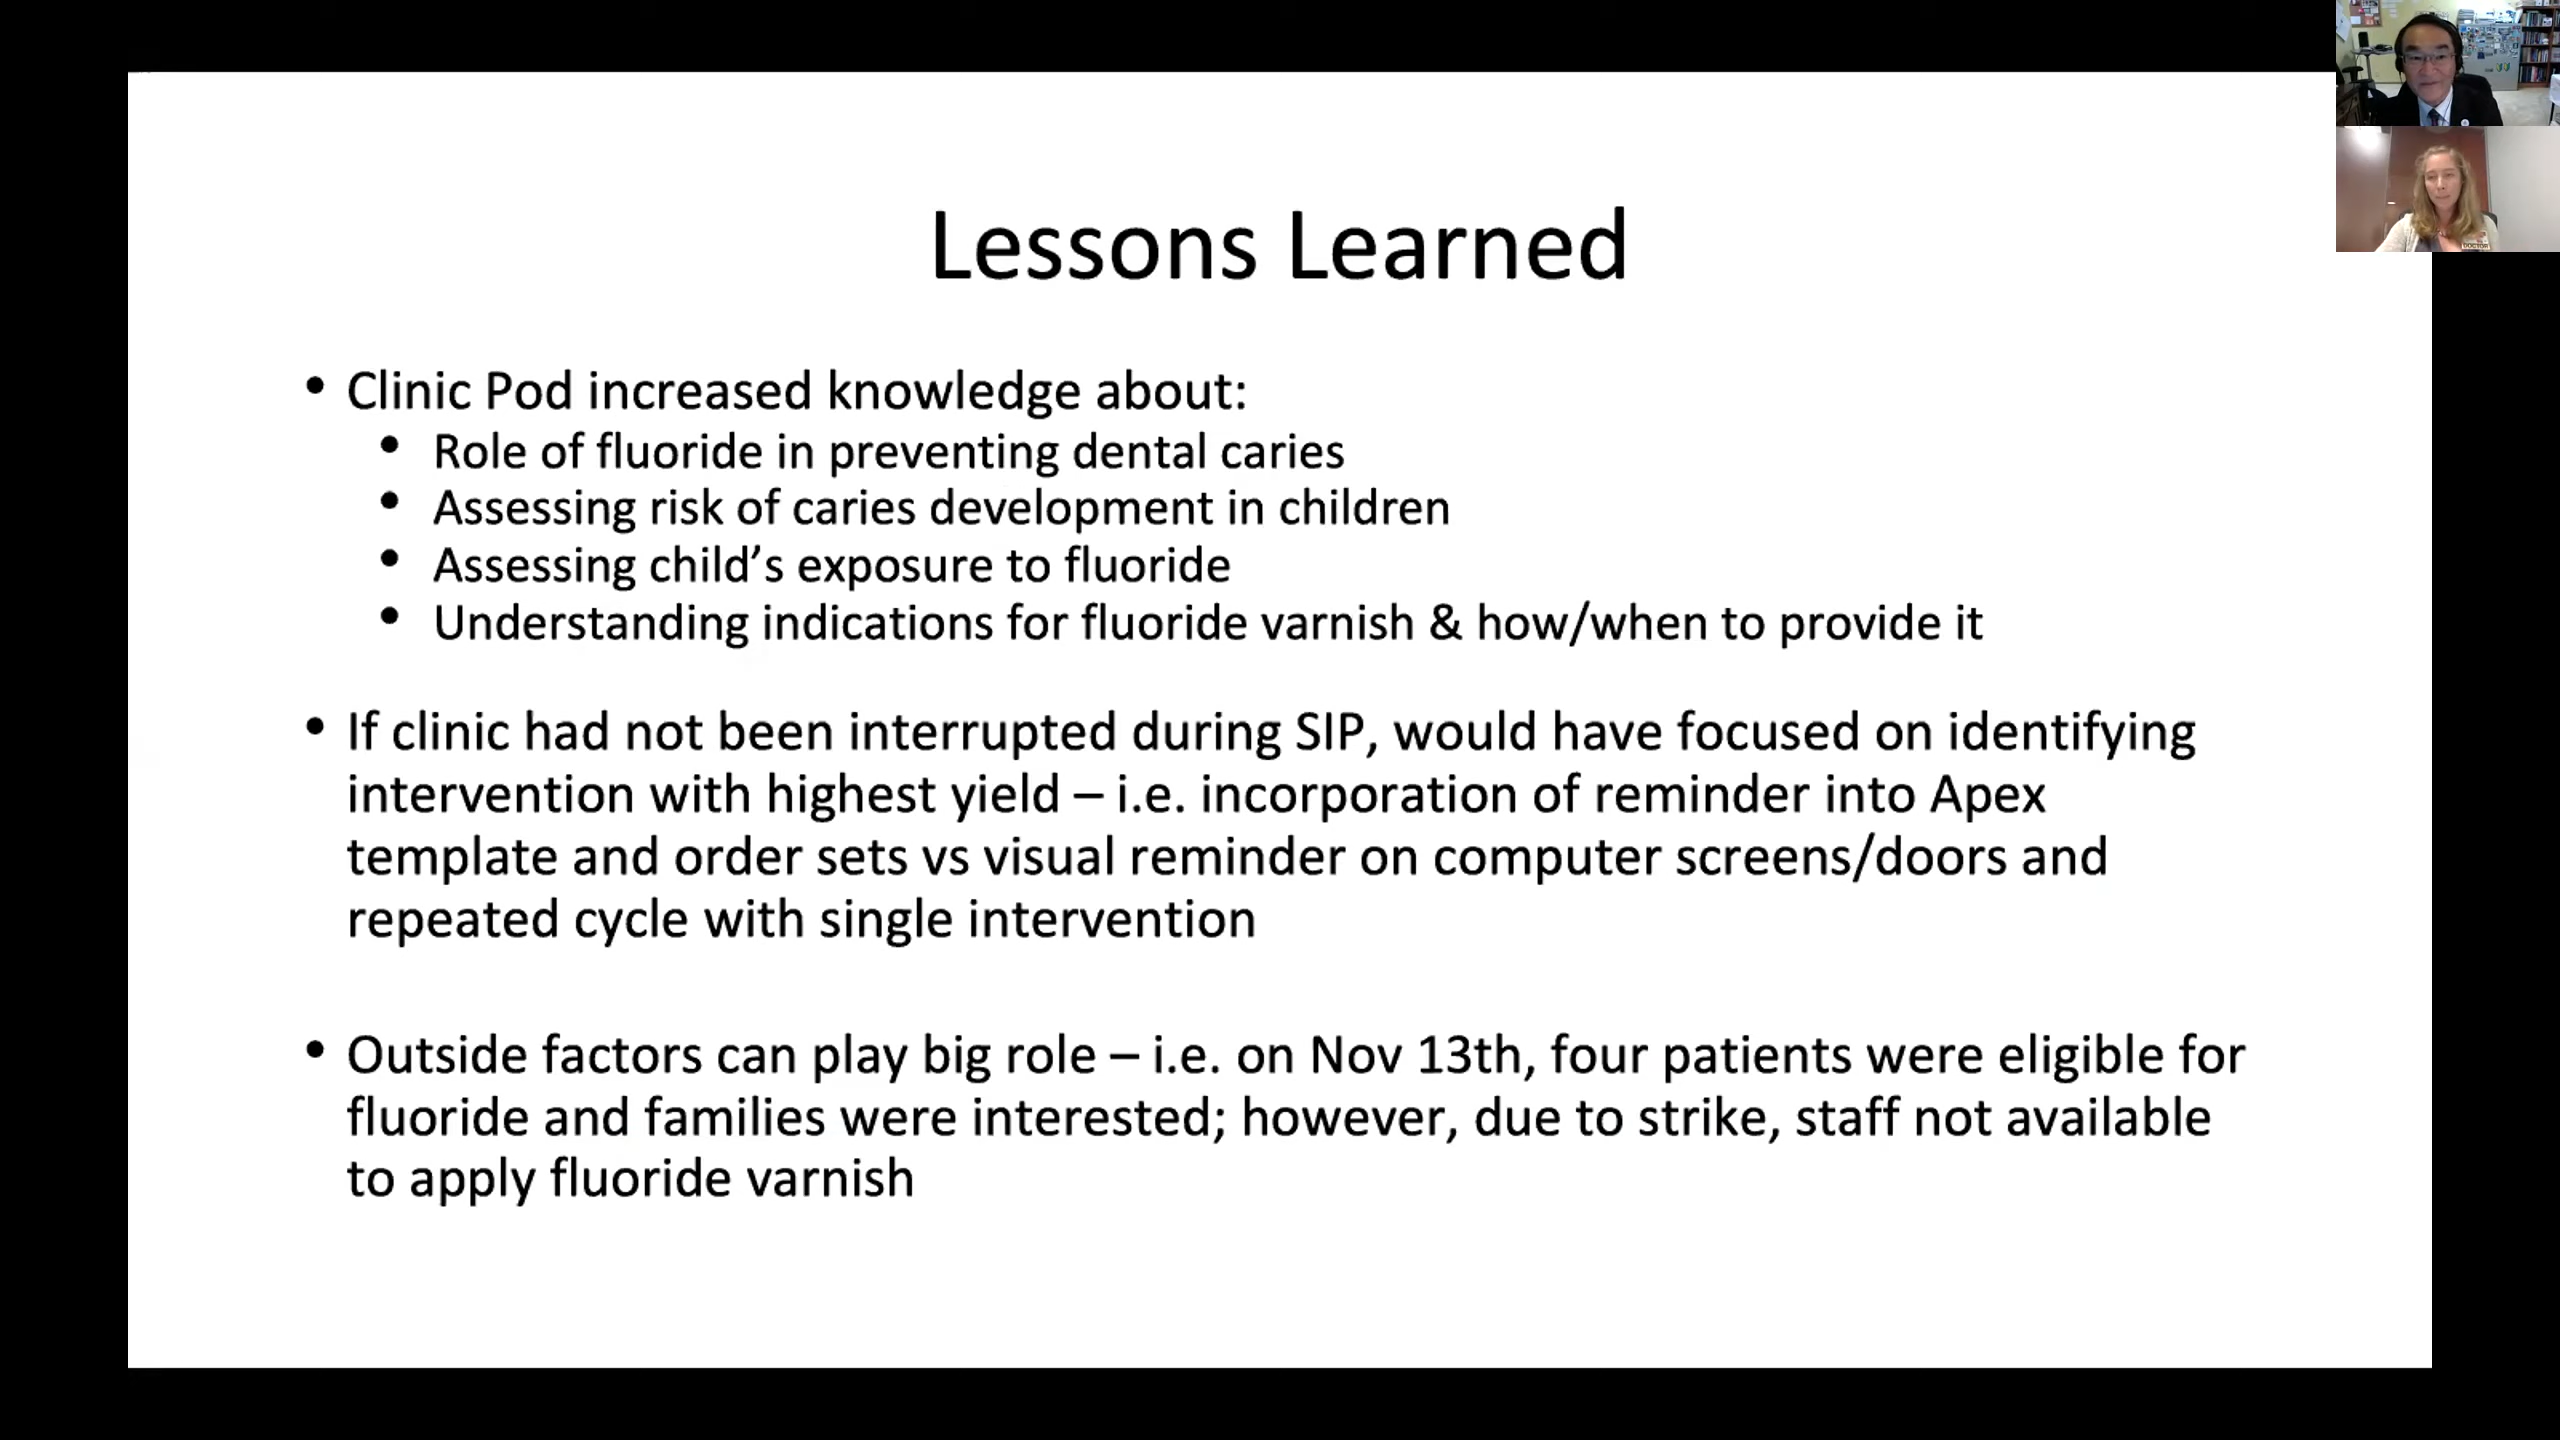 Lessons Learned
• Clinic Pod increased knowledge about:
• Role of fluoride in preventing dental caries
• Assessing risk of caries development in children
• Assessing child’s exposure to fluoride
• Understanding indications for fluoride varnish & how/when to provide it
• If clinic had not been interrupted during SIP, would have focused on identifying
intervention with highest yield – i.e. incorporation of reminder into Apex
template and order sets vs visual reminder on computer screens/doors and
repeated cycle with single intervention
• Outside factors can play big role – i.e. on Nov 13th, four patients were eligible for
fluoride and families were interested; however, due to strike, staff not available
to apply fluoride varnish
DOCTOR